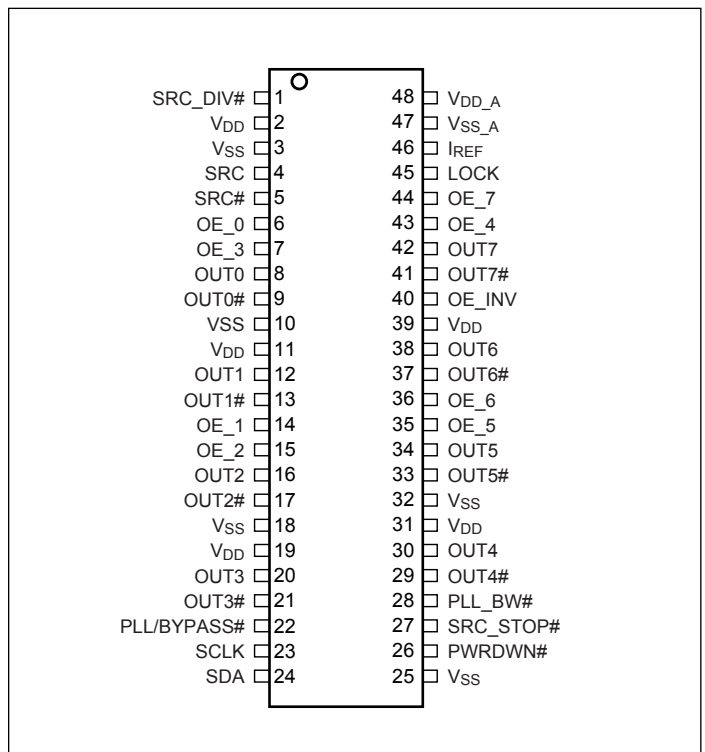 SRC_DIV# 1 48 VDD_A
VDD 2 47 VSS_A
VSS 3 46 IREF
SRC 4 45 LOCK
SRC# 5 44 OE_7
OE_0 6 43 OE_4
OE_3 7 42 OUT7
OUT0 8 41 OUT7#
OUT0# 9 40 OE_INV
VSS 10 39 VDD
VDD 11 38 OUT6
OUT1 12 37 OUT6#
OUT1# 13 36 OE_6
OE_1 14 35 OE_5
OE_2 15 34 OUT5
OUT2 16 33 OUT5#
OUT2# 17 32 VSS
VSS 18 31 VDD
VDD 19 30 OUT4
OUT3 20 29 OUT4#
OUT3# 21 28 PLL_BW#
PLL/BYPASS# 22 27 SRC_STOP#
SCLK 23 26 PWRDWN#
SDA 24 25 VSS